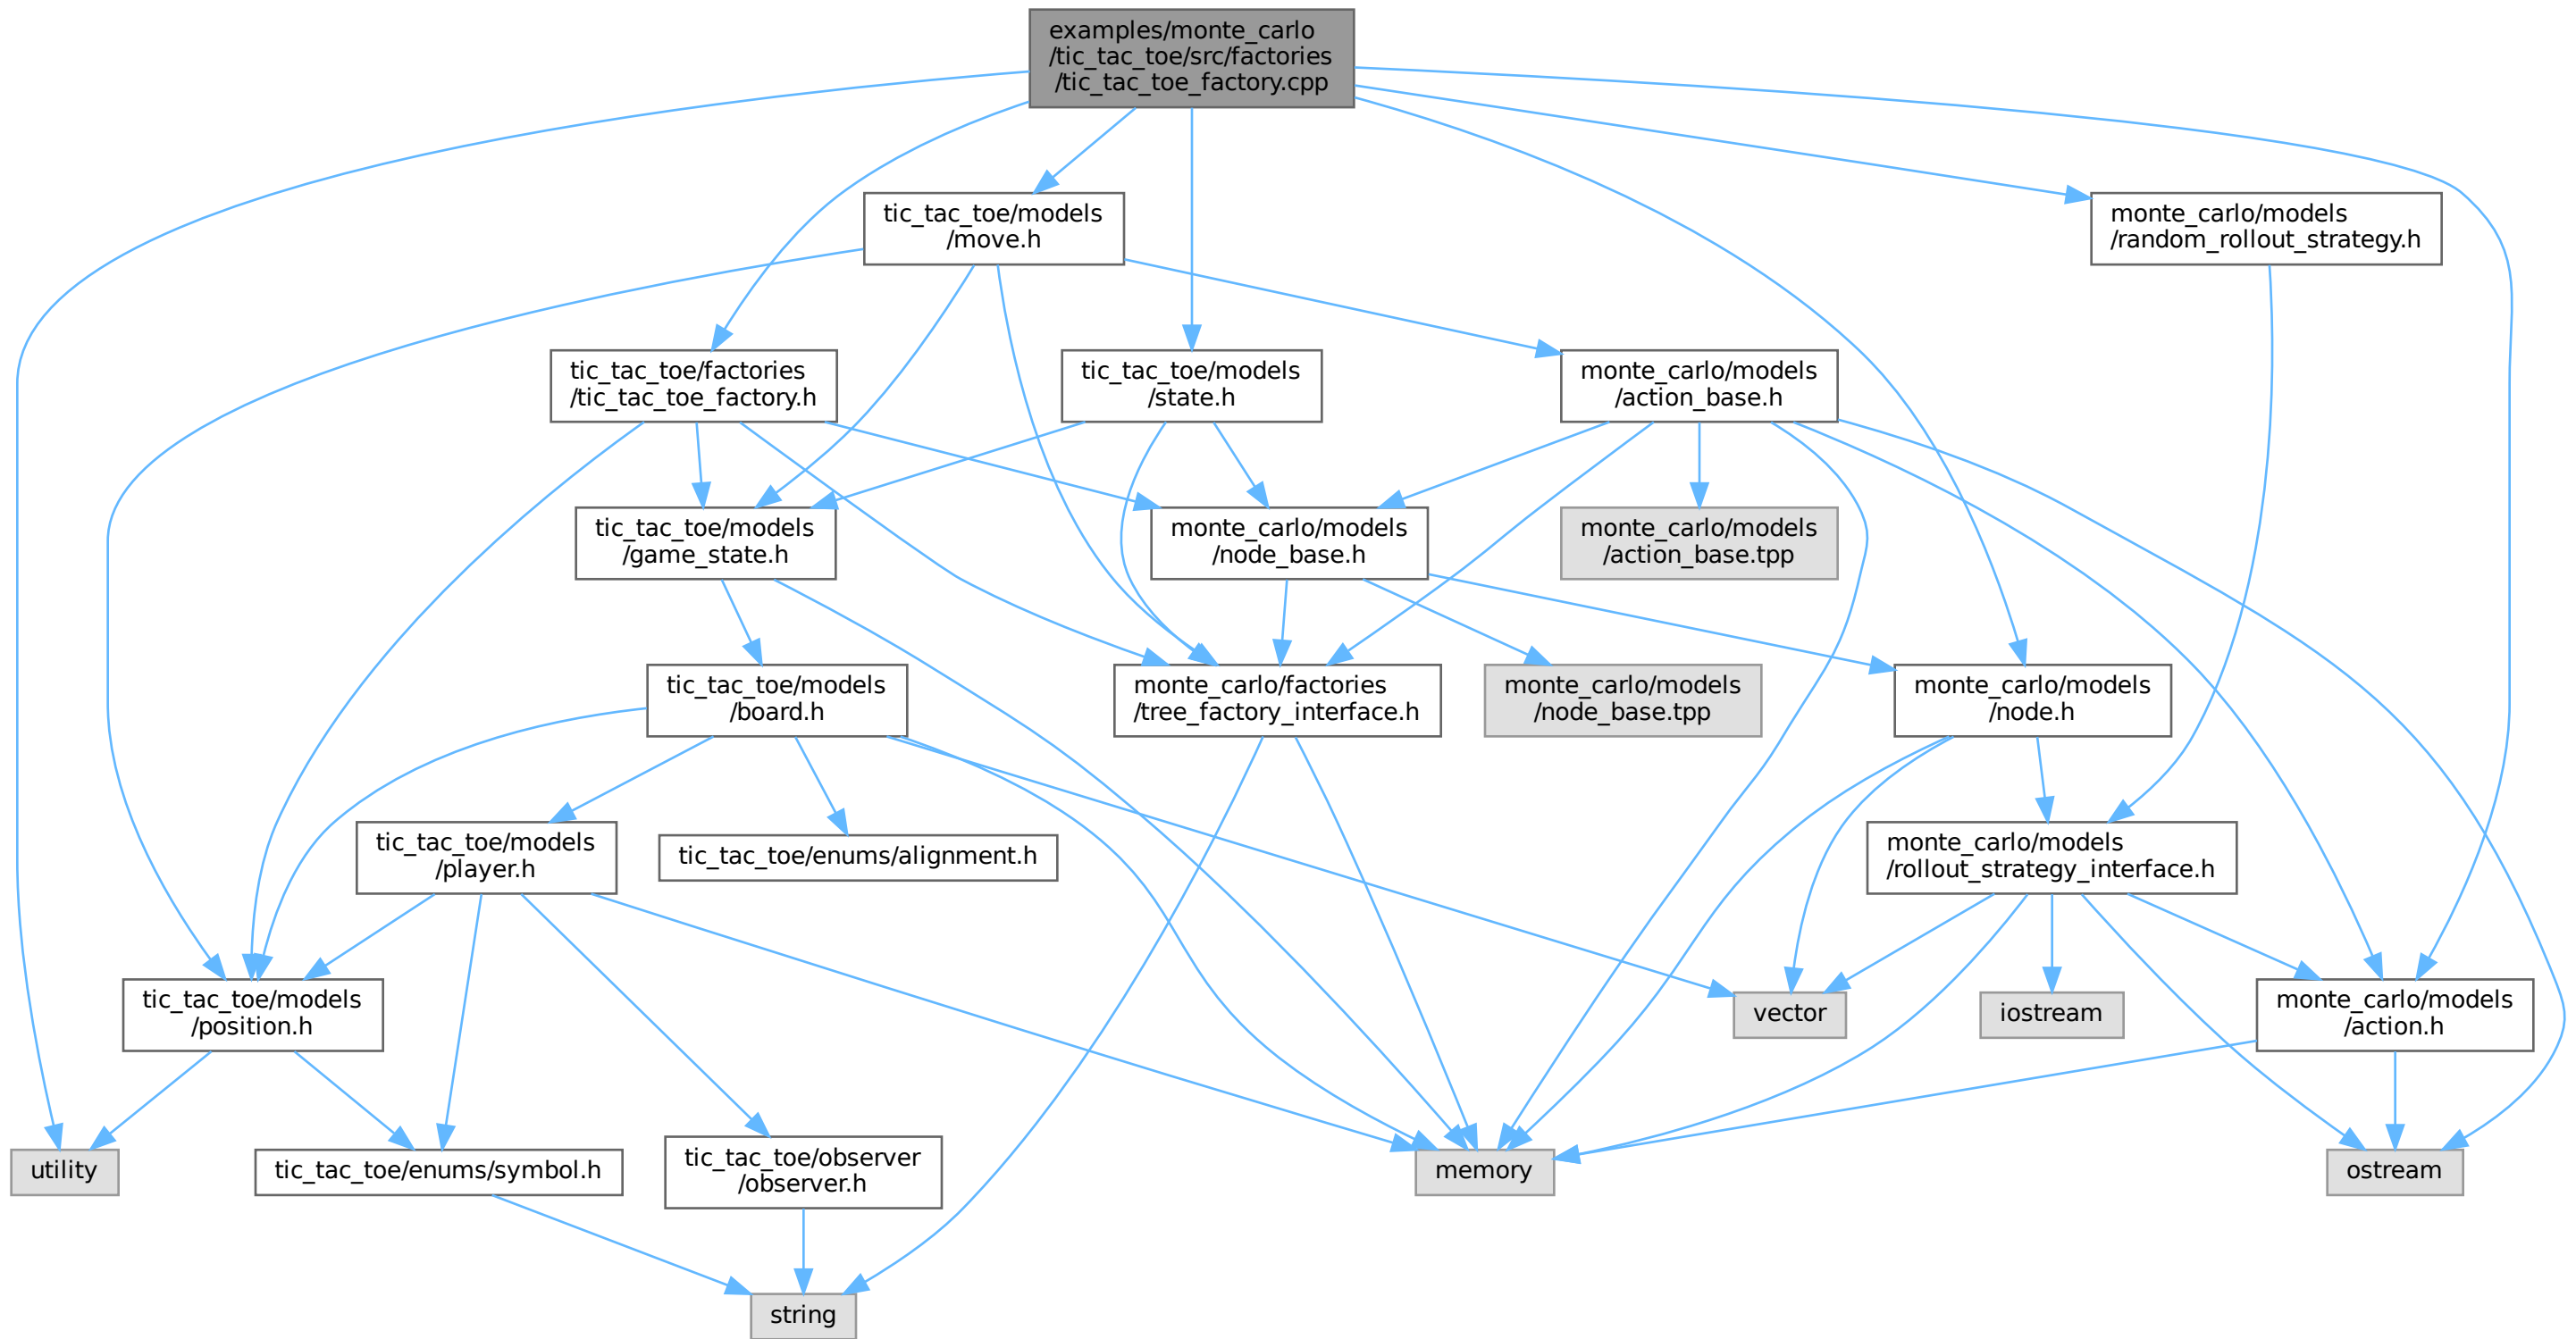 examples/monte_carlo
/tic_tac_toe/src/factories
/tic_tac_toe_factory.cpp
tic_tac_toe/models
/move.h
monte_carlo/models
/random_rollout_strategy.h
tic_tac_toe/factories
/tic_tac_toe_factory.h
tic_tac_toe/models
/state.h
monte_carlo/models
/action_base.h
tic_tac_toe/models
/game_state.h
monte_carlo/models
/node_base.h
monte_carlo/models
/action_base.tpp
tic_tac_toe/models
/board.h
monte_carlo/factories
/tree_factory_interface.h
monte_carlo/models
/node_base.tpp
monte_carlo/models
/node.h
tic_tac_toe/models
/player.h
tic_tac_toe/enums/alignment.h
monte_carlo/models
/rollout_strategy_interface.h
tic_tac_toe/models
/position.h
vector
iostream
monte_carlo/models
/action.h
utility
tic_tac_toe/enums/symbol.h
tic_tac_toe/observer
/observer.h
memory
ostream
string